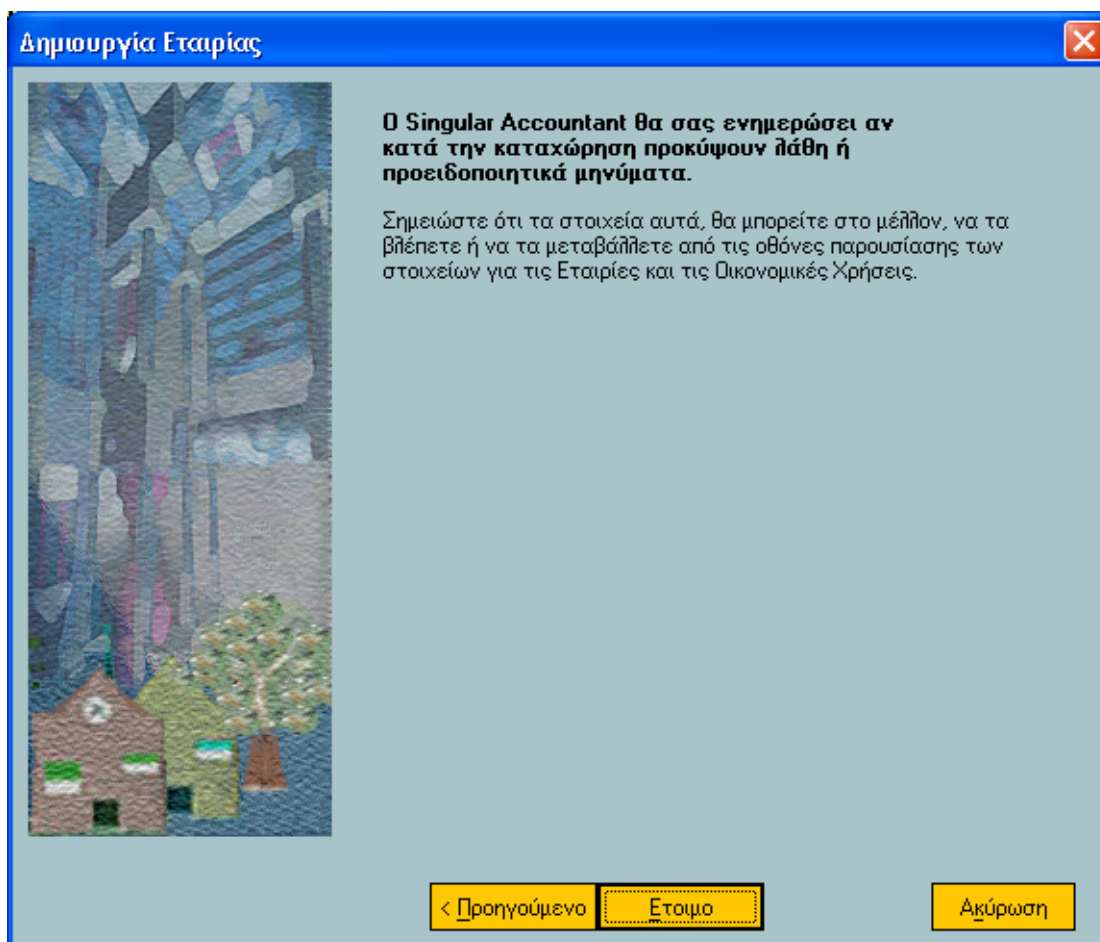 Δημιουργία Εταιρίας
Ο Singular Accountant θα σας ενημερώσει αν
κατά την καταχώρηση προκύψουν λάθη ή
προειδοποιητικά μηνύματα.
Σημειώστε ότι τα στοιχεία αυτά, θα μπορείτε στο μέλλον, να τα
βλέπετε ή να τα μεταβάλλετε από τις οθόνες παρουσίασης των
στοιχείων για τις Εταιρίες και τις Οικονομικές Χρήσεις.
< Προηγούμενο Ετοιμο Ακύρωση